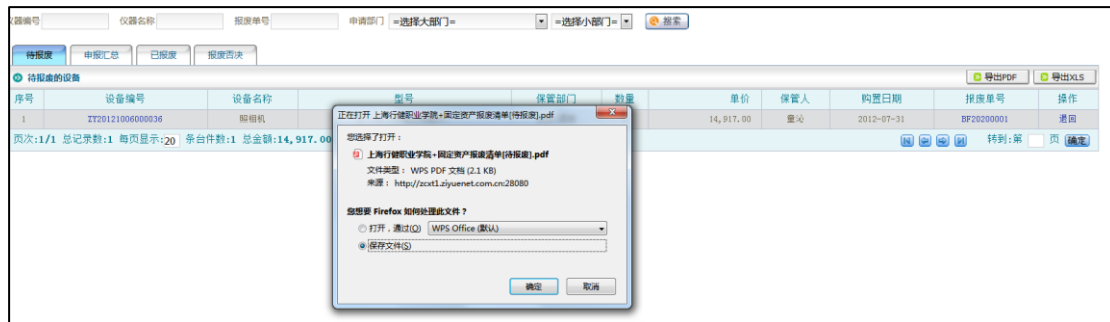 仪器编号 仪器名称 报废单号 申请部门 =选择大部门= =选择小部门= 搜索
待报废 申报汇总 已报废 报废否决
待报废的设备 导出PDF 导出XLS
序号 设备编号 设备名称 型号 保管部门 数量 单价 保管人 购置日期 报废单号 操作
1 ZT20121006000036 照相机 14,917.00 童沁 2012-07-31 BF20200001 退回
页次:1/1 总记录数:1 每页显示:20 条台件数:1 总金额:14,917.00 转到:第 页 确定
正在打开 上海行健职业学院+固定资产报废清单[待报废].pdf
您选择了打开：
上海行健职业学院+固定资产报废清单[待报废].pdf
文件类型： WPS PDF 文档 (2.1 KB)
来源： http://zcxt1.ziyuenet.com.cn:28080
您想要 Firefox 如何处理此文件？
打开，通过(O) WPS Office (默认)
保存文件(S)
确定 取消